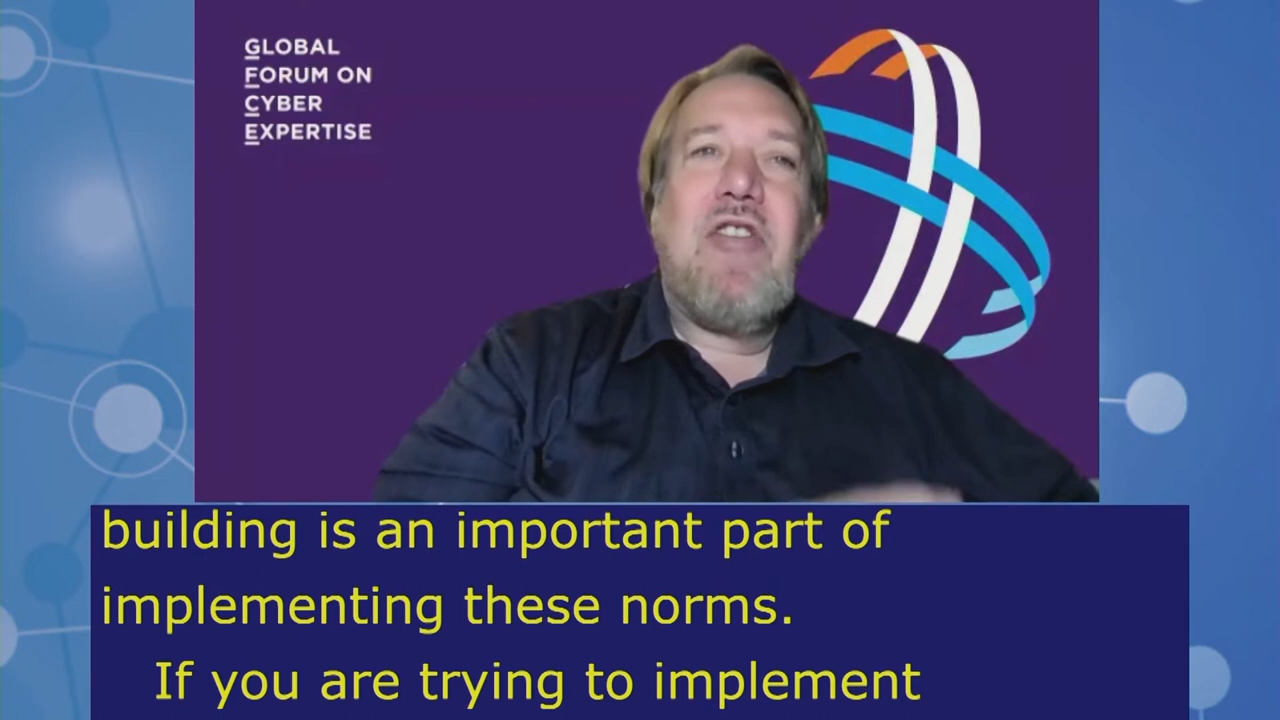 GLOBAL
FORUM ON
CYBER
EXPERTISE
building is an important part of
implementing these norms.
If you are trying to implement